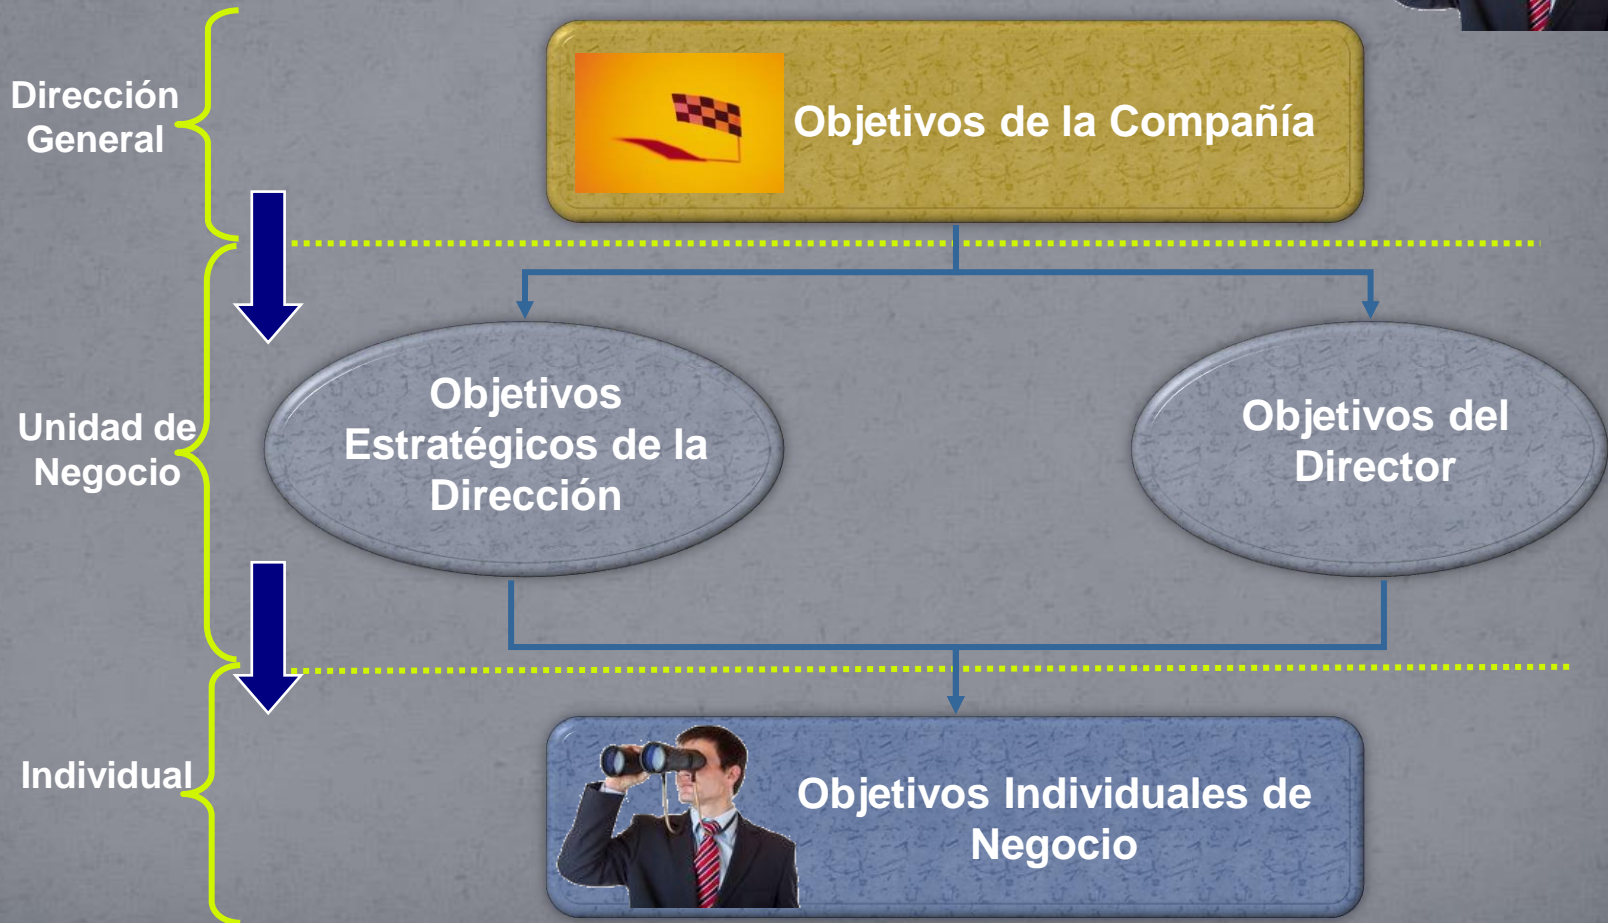 Dirección
General
Objetivos de la Compañía
Unidad de
Negocio
Objetivos
Estratégicos de la
Dirección
Objetivos del
Director
Individual
Objetivos Individuales de
Negocio